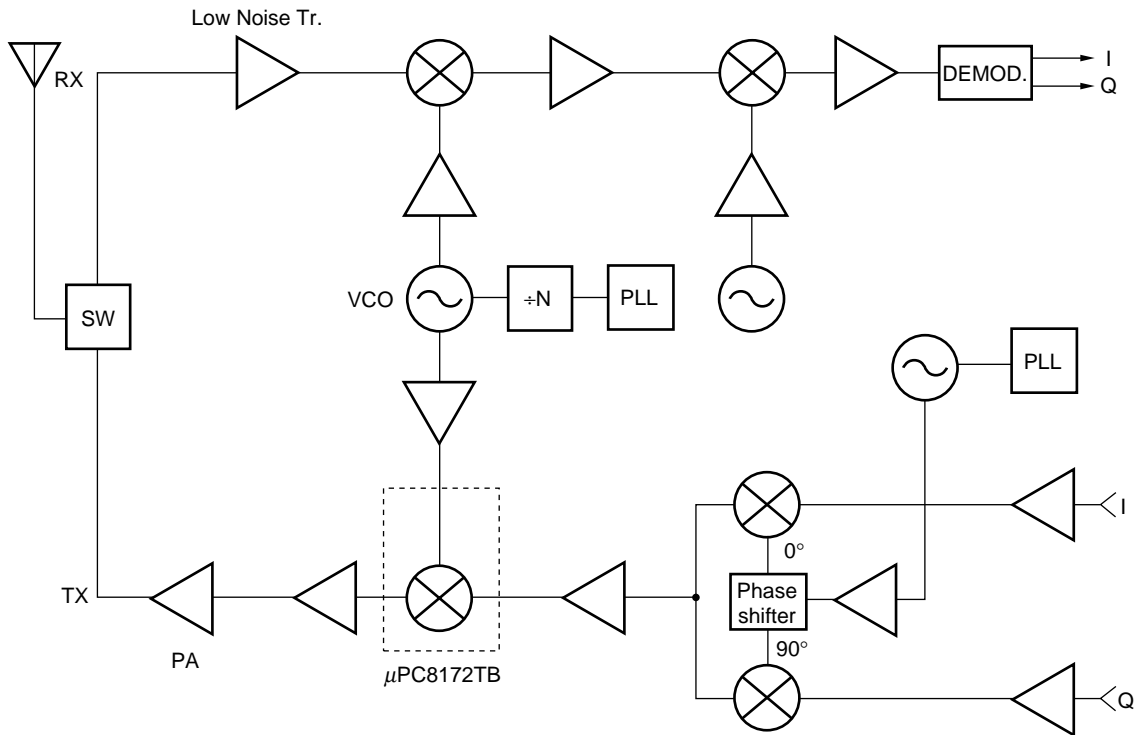 Low Noise Tr.
RX
DEMOD.
I
Q
SW
VCO
÷N
PLL
PLL
I
0°
TX
Phase
shifter
90°
PA
µPC8172TB
Q